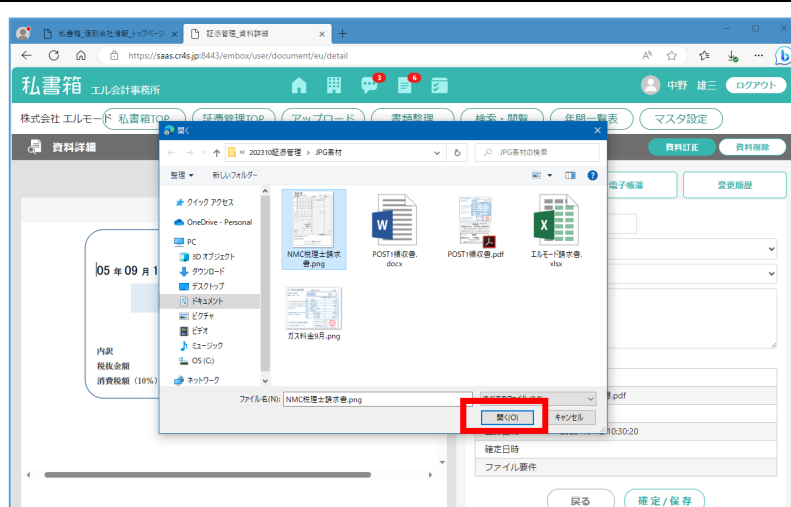 私書箱_個別会社情報_トップページ
証憑管理_資料詳細
https://saas.cr4s.jp:8443/embox/user/document/eu/detail
私書箱 エルム会計事務所
3
6
中野 雄三
ログアウト
株式会社 エルモード
私書箱TOP
証憑管理TOP
アップロード
書類整理
検索・閲覧
年間一覧表
マスタ設定
資料詳細
資料訂正
資料削除
電子帳簿
変更履歴
開く
« 202310証憑管理 › JPG素材
JPG素材の検索
整理
新しいフォルダー
クイック アクセス
OneDrive - Personal
PC
3D オブジェクト
ダウンロード
デスクトップ
ドキュメント
ピクチャ
ビデオ
ミュージック
OS (C:)
ネットワーク
NMC税理士請求書.png
POST1領収書.docx
POST1領収書.pdf
エルモード請求書.xlsx
ガス料金9月.png
ファイル名(N):
NMC税理士請求書.png
開く(O)
キャンセル
05 年 09 月 1
内訳
税抜金額
消費税額（10%）
.pdf
10:30:20
確定日時
ファイル要件
戻る
確定/保存